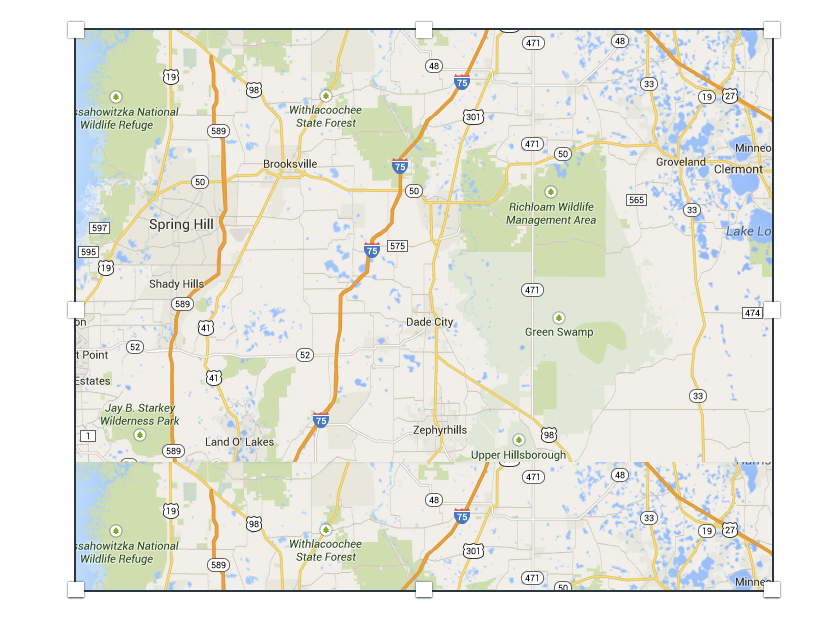 471
48
48
75
33
19
98
19
27
ssahowitzka National
Wildlife Refuge
Withlacoochee
State Forest
301
589
471
50
Minneo
Brooksville
75
Groveland
Clermont
50
50
Richloam Wildlife
Management Area
565
33
597
Spring Hill
Lake Lo
595
75
575
19
Shady Hills
471
589
474
on
41
Dade City
Green Swamp
52
t Point
52
Estates
41
33
Jay B. Starkey
Wilderness Park
75
1
Land O' Lakes
Zephyrhills
98
589
Upper Hillsborough
471
48
48
75
33
19
98
19
27
ssahowitzka National
Wildlife Refuge
Withlacoochee
State Forest
301
589
471
50
Minneo